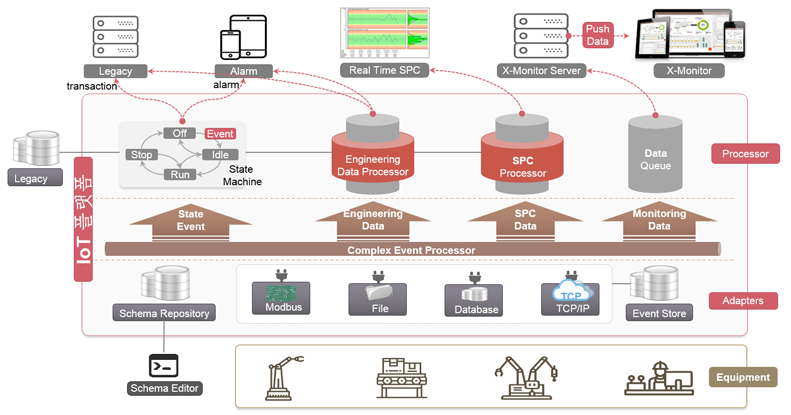 Push
Data
Legacy
Alarm
Real Time SPC
X-Monitor Server
X-Monitor
transaction
alarm
Off
Event
Stop
Idle
Run
State
Machine
Engineering
Data Processor
SPC
Processor
Data
Queue
Processor
Legacy
IoT 플랫폼
State
Event
Engineering
Data
SPC
Data
Monitoring
Data
Complex Event Processor
Schema Repository
Modbus
File
Database
TCP
TCP/IP
Event Store
Adapters
Schema Editor
Equipment